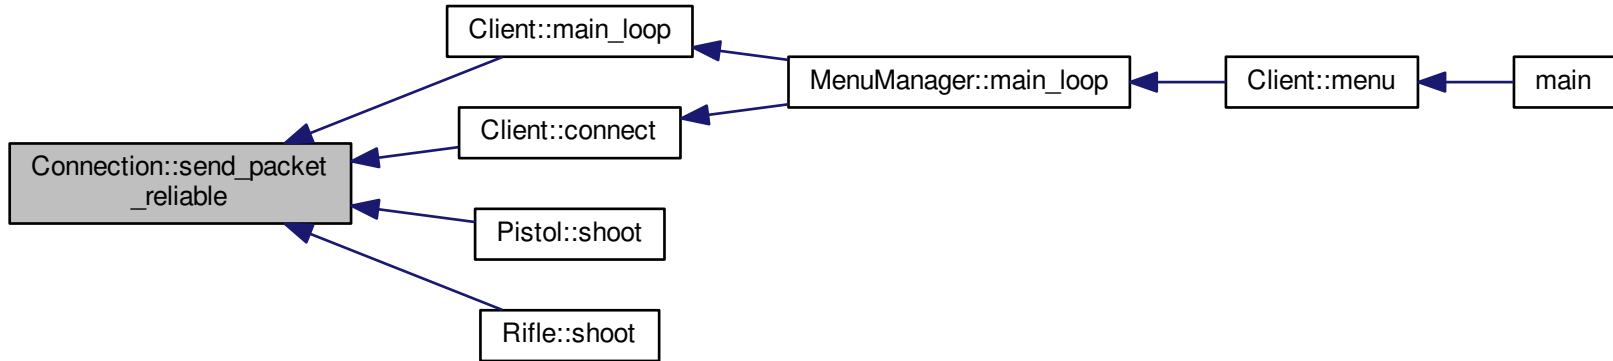 Client::main_loop
MenuManager::main_loop
Client::menu
main
Client::connect
Connection::send_packet
_reliable
Pistol::shoot
Rifle::shoot